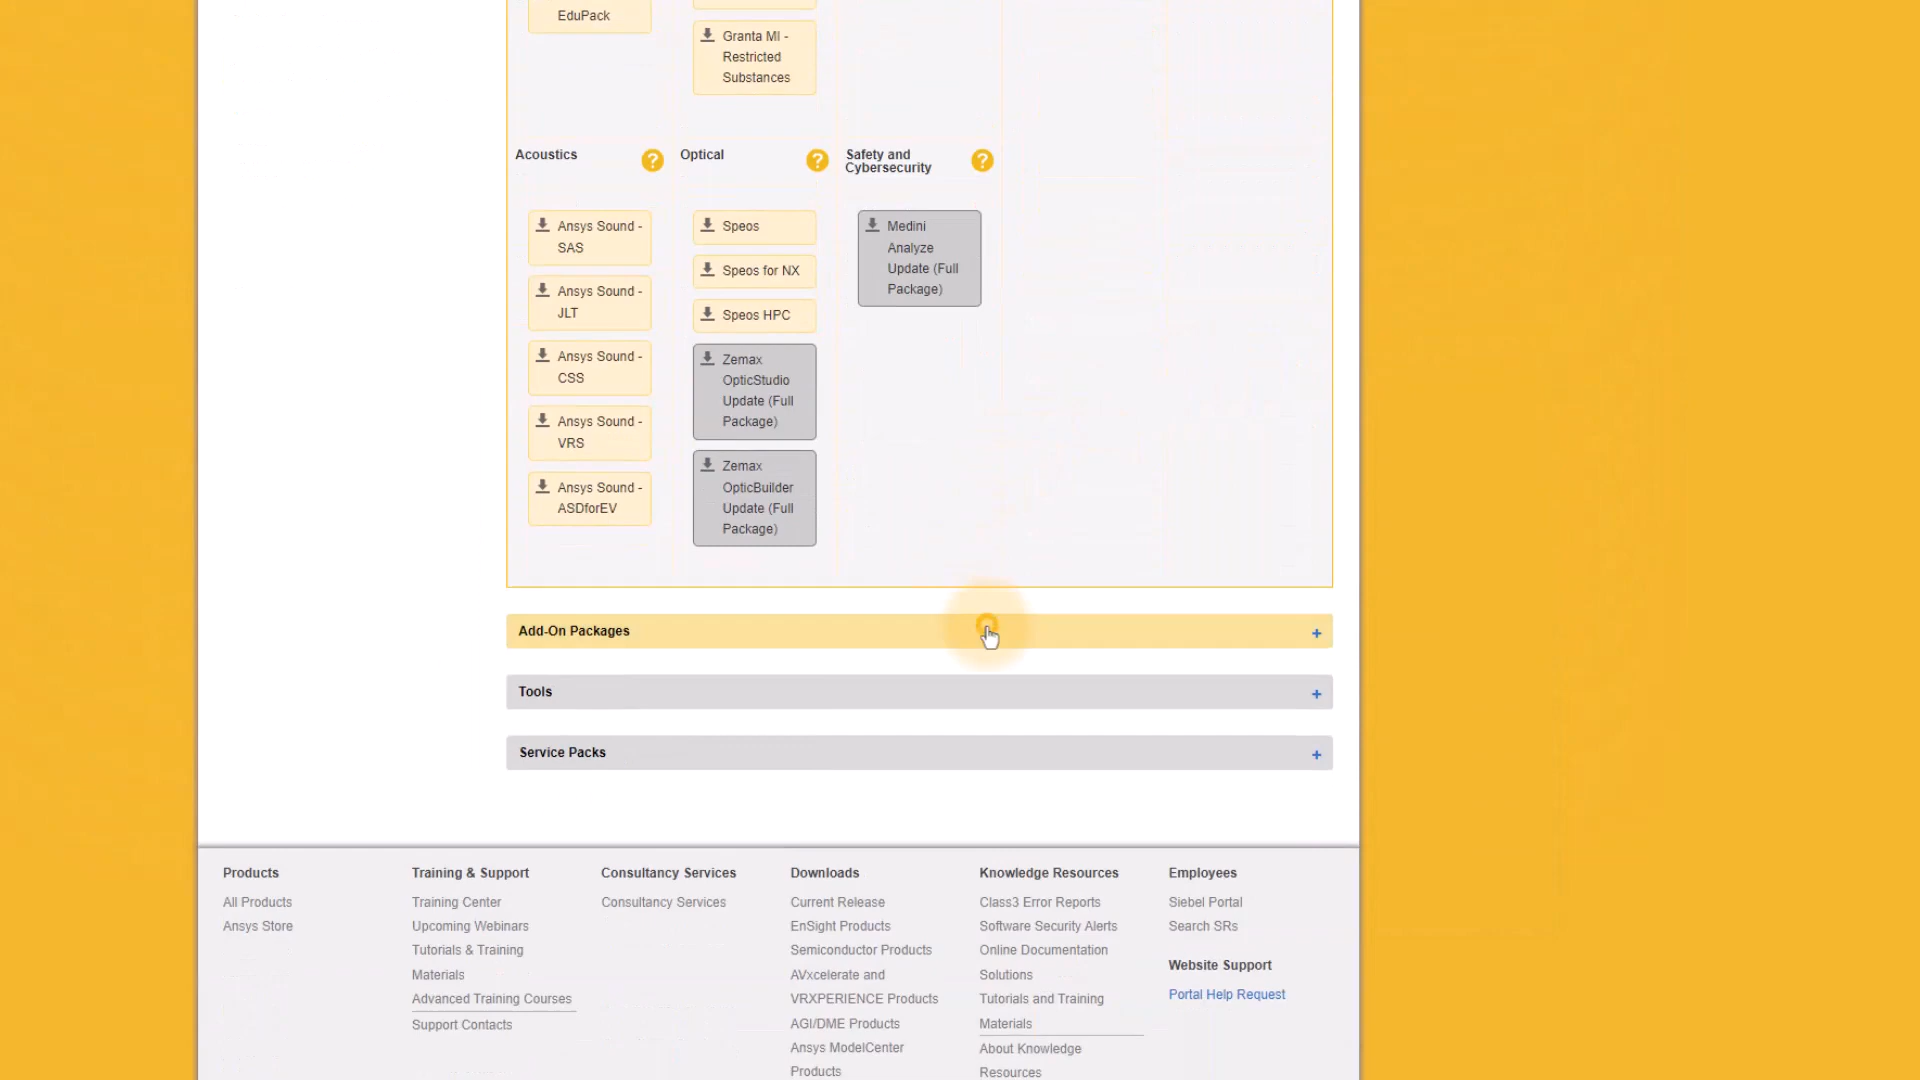 EduPack
Granta MI -
Restricted
Substances
Acoustics
?
Optical
?
Safety and
Cybersecurity
?
Ansys Sound -
SAS
Ansys Sound -
JLT
Ansys Sound -
CSS
Ansys Sound -
VRS
Ansys Sound -
ASDforEV
Speos
Speos for NX
Speos HPC
Zemax
OpticStudio
Update (Full
Package)
Zemax
OpticBuilder
Update (Full
Package)
Medini
Analyze
Update (Full
Package)
Add-On Packages
+
Tools
+
Service Packs
+
Products
All Products
Ansys Store
Training & Support
Training Center
Upcoming Webinars
Tutorials & Training
Materials
Advanced Training Courses
Support Contacts
Consultancy Services
Consultancy Services
Downloads
Current Release
EnSight Products
Semiconductor Products
AVxcelerate and
VRXPERIENCE Products
AGI/DME Products
Ansys ModelCenter
Products
Knowledge Resources
Class3 Error Reports
Software Security Alerts
Online Documentation
Solutions
Tutorials and Training
Materials
About Knowledge
Resources
Employees
Siebel Portal
Search SRs
Website Support
Portal Help Request